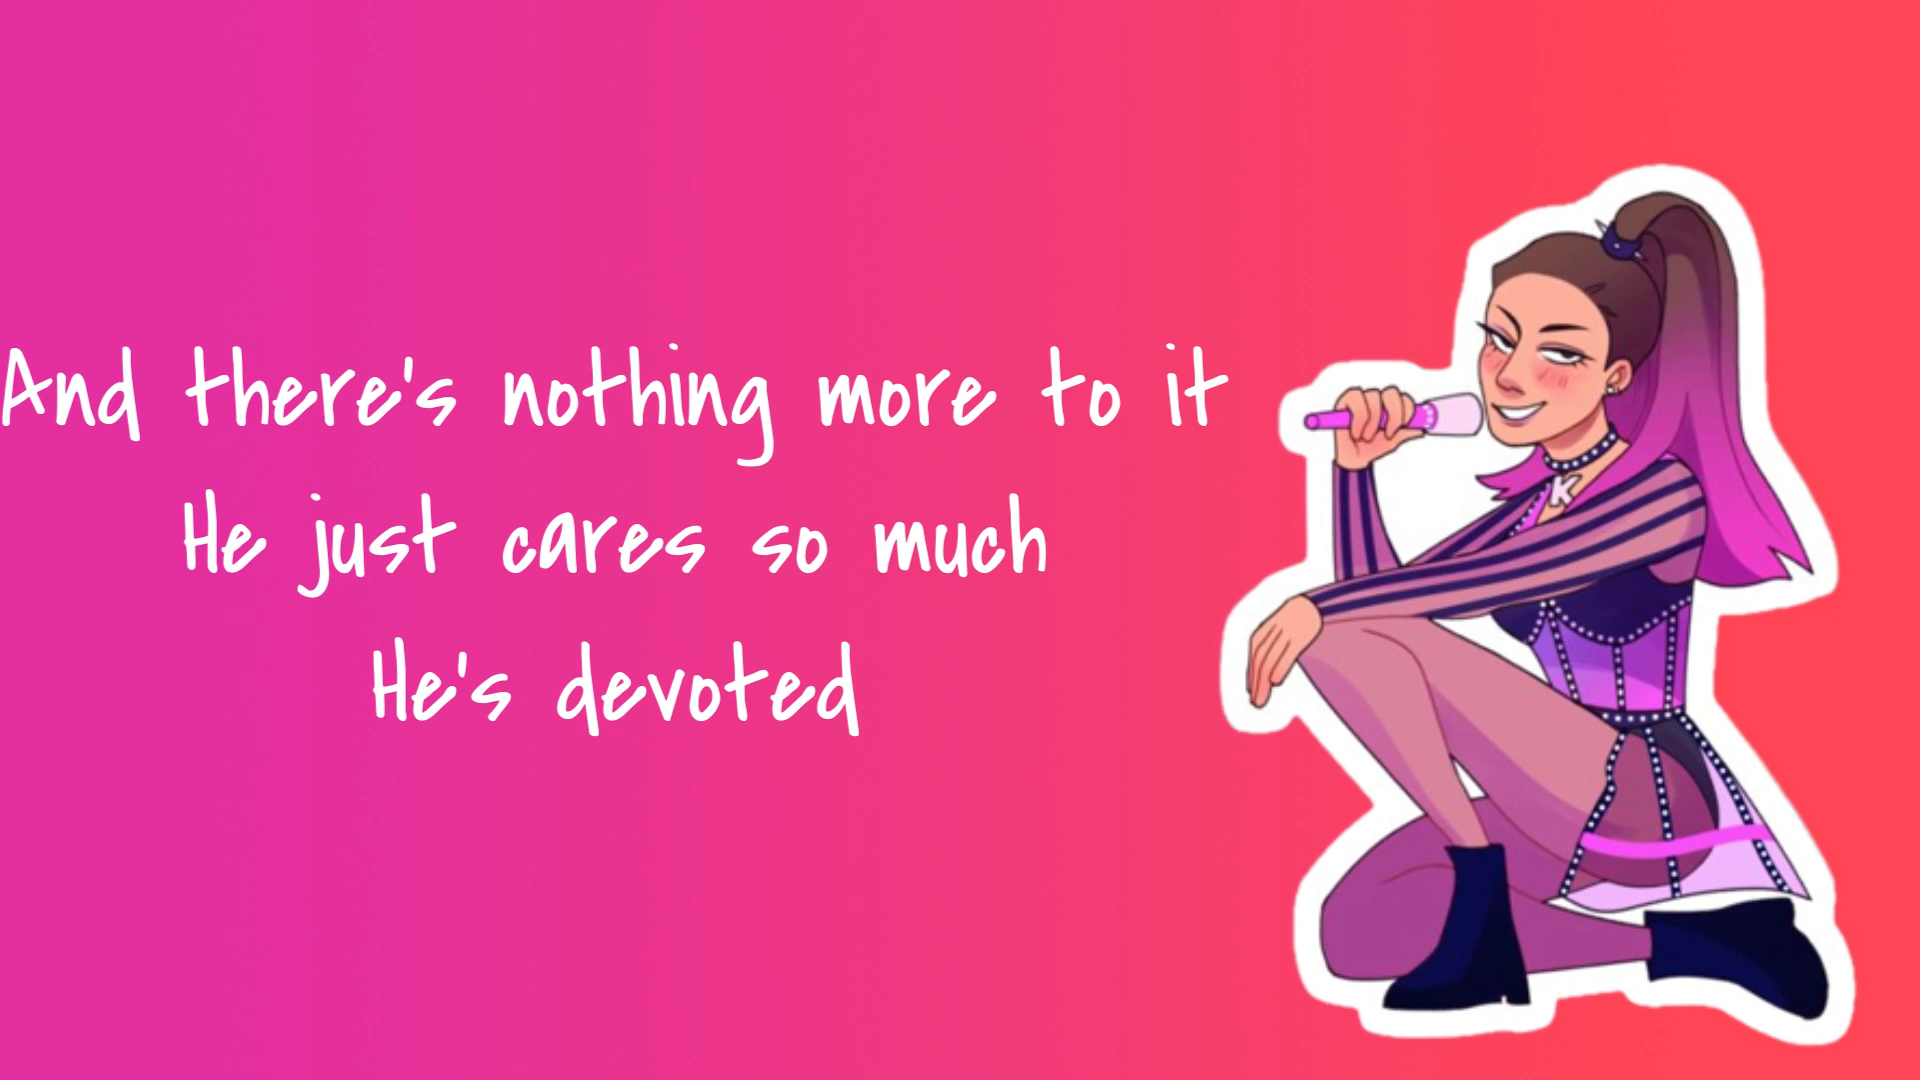 And there's nothing more to it
He just cares so much
He's devoted
K